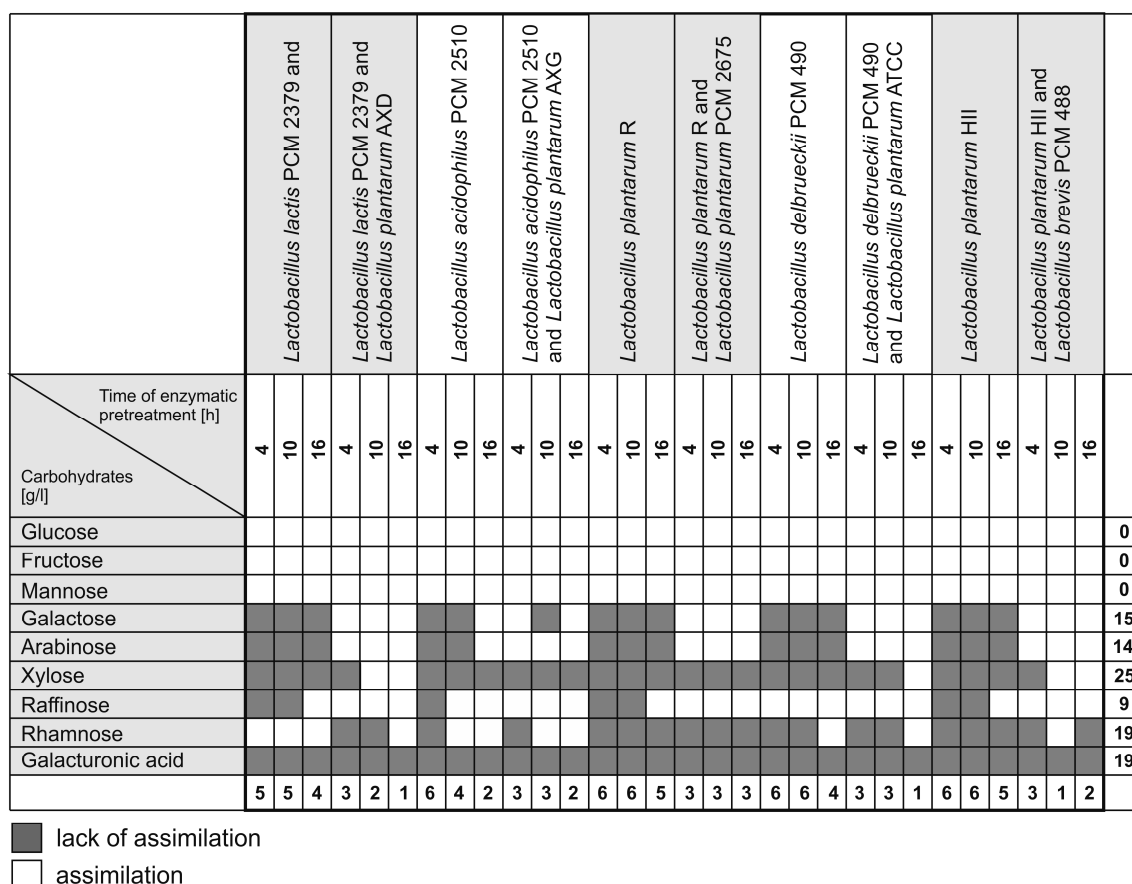 Lactobacillus lactis PCM 2379 and
Lactobacillus lactis PCM 2379 and
Lactobacillus plantarum AXD
Lactobacillus acidophilus PCM 2510
Lactobacillus acidophilus PCM 2510
and Lactobacillus plantarum AXG
Lactobacillus plantarum R
Lactobacillus plantarum R and
Lactobacillus plantarum PCM 2675
Lactobacillus delbrueckii PCM 490
Lactobacillus delbrueckii PCM 490
and Lactobacillus plantarum ATCC
Lactobacillus plantarum HII
Lactobacillus plantarum HII and
Lactobacillus brevis PCM 488
Time of enzymatic
pretreatment [h]
Carbohydrates
[g/l]
4 10 16 4 10 16 4 10 16 4 10 16 4 10 16 4 10 16 4 10 16 4 10 16 4 10 16 4 10 16
Glucose 0
Fructose 0
Mannose 0
Galactose 15
Arabinose 14
Xylose 25
Raffinose 9
Rhamnose 19
Galacturonic acid 19
5 5 4 3 2 1 6 4 2 3 3 2 6 6 5 3 3 3 6 6 4 3 3 1 6 6 5 3 1 2
lack of assimilation
assimilation